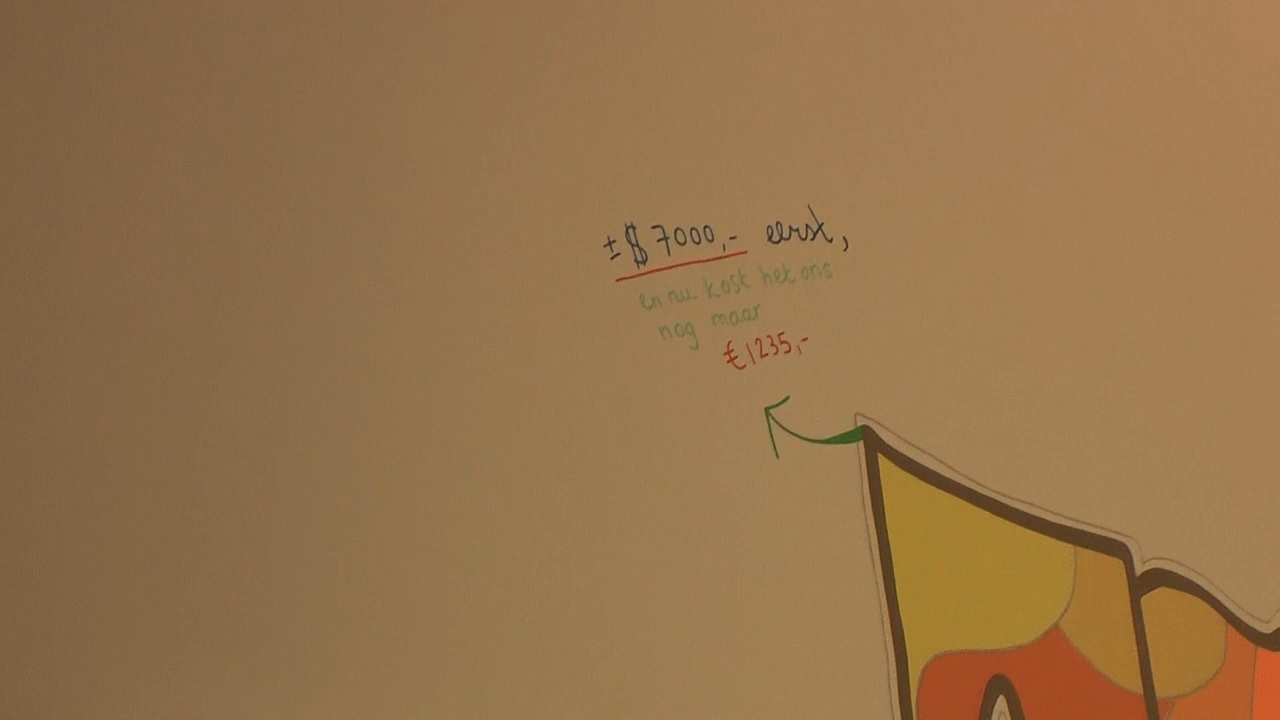 ± $ 7000,- eerst,
en nu kost het ons
nog maar
€1235,-